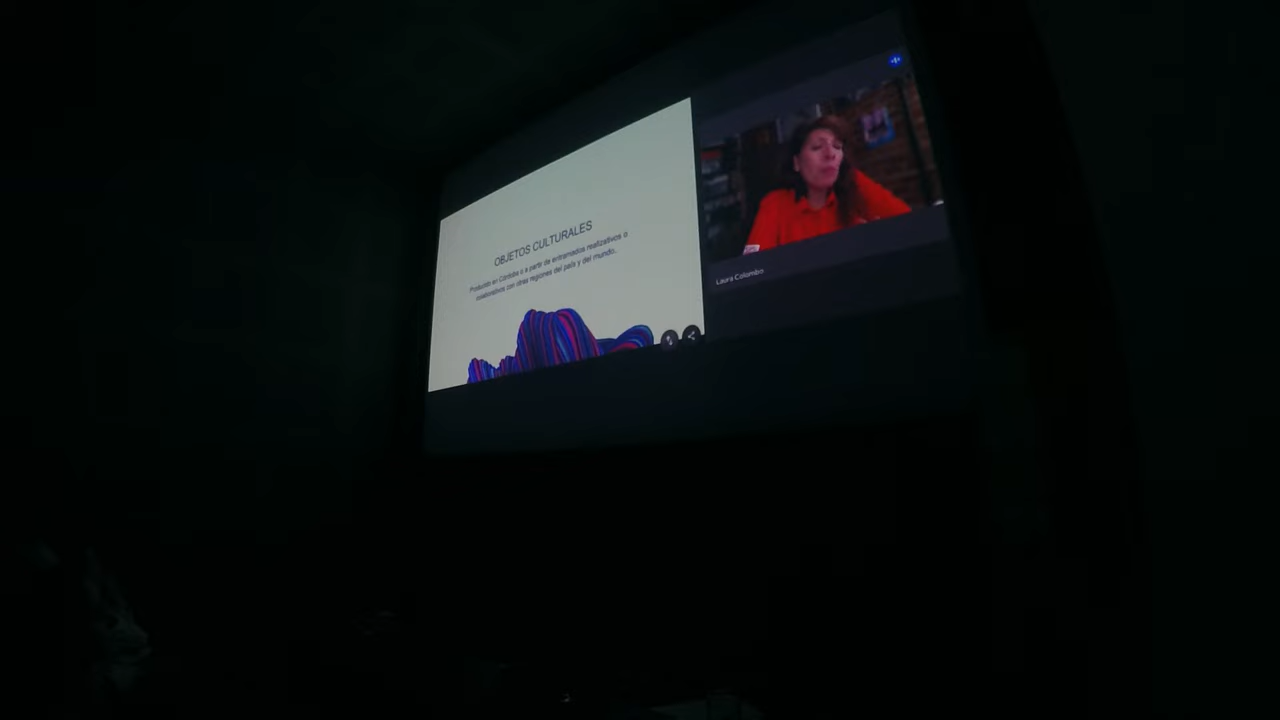 OBJETOS CULTURALES
Producido en Córdoba o a partir de entramados realizativos o
colaborativos con otras regiones del país y del mundo.
Laura Colombo